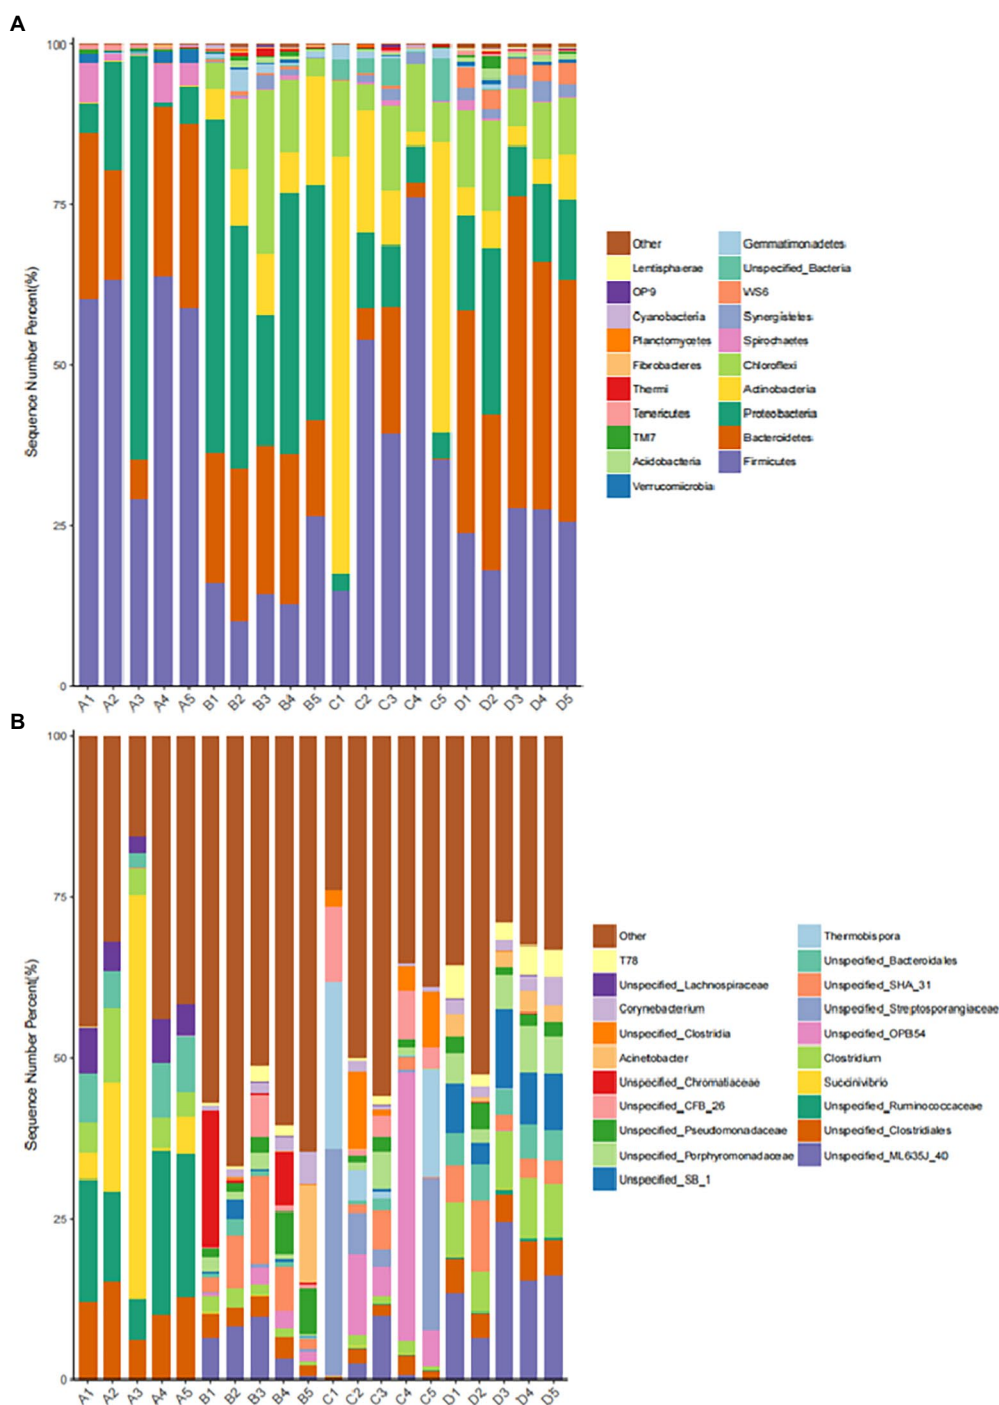 A
100
75
50
25
0
Sequence Number Percent(%)
A1 A2 A3 A4 A5 B1 B2 B3 B4 B5 C1 C2 C3 C4 C5 D1 D2 D3 D4 D5
Other
Lentisphaerae
OP9
Cyanobacteria
Planctomycetes
Fibrobacteres
Thermi
Tenericutes
TM7
Acidobacteria
Verrucomicrobia
Gemmatimonadetes
Unspecified_Bacteria
WS6
Synergistetes
Spirochaetes
Chloroflexi
Actinobacteria
Proteobacteria
Bacteroidetes
Firmicutes
B
100
75
50
25
0
Sequence Number Percent(%)
A1 A2 A3 A4 A5 B1 B2 B3 B4 B5 C1 C2 C3 C4 C5 D1 D2 D3 D4 D5
Other
T78
Unspecified_Lachnospiraceae
Corynebacterium
Unspecified_Clostridia
Acinetobacter
Unspecified_Chromatiaceae
Unspecified_CFB_26
Unspecified_Pseudomonadaceae
Unspecified_Porphyromonadaceae
Unspecified_SB_1
Thermobispora
Unspecified_Bacteroidales
Unspecified_SHA_31
Unspecified_Streptosporangiaceae
Unspecified_OPB54
Clostridium
Succinivibrio
Unspecified_Ruminococcaceae
Unspecified_Clostridiales
Unspecified_ML635J_40